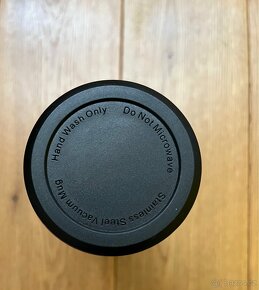 Hand Wash Only
Do Not Microwave
Stainless Steel Vacuum Mug